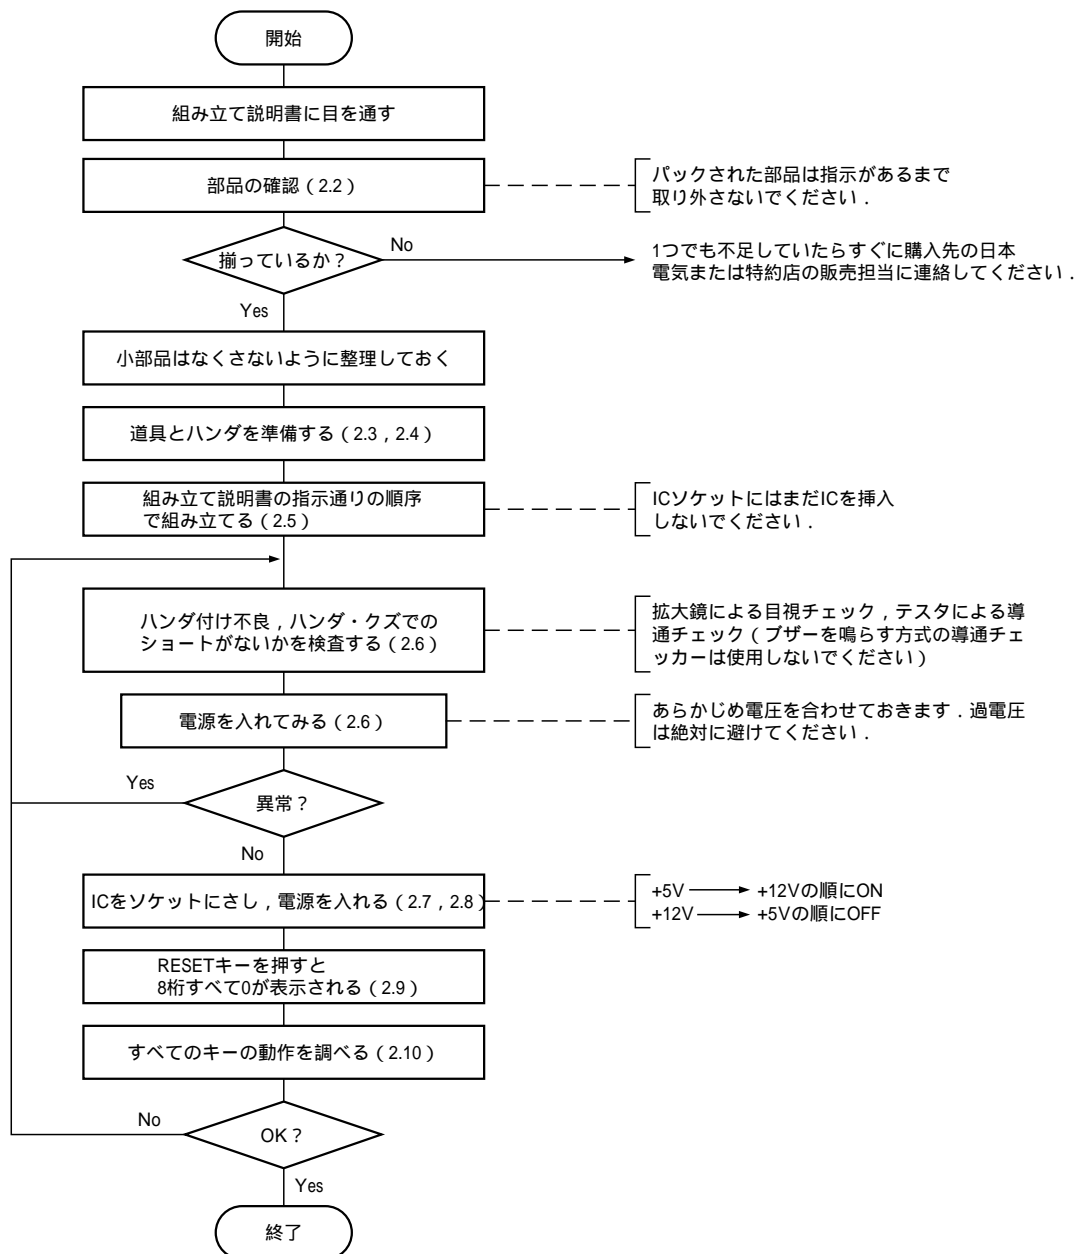 開始
組み立て説明書に目を通す
部品の確認（2.2）
パックされた部品は指示があるまで
取り外さないでください．
揃っているか？
No
1つでも不足していたらすぐに購入先の日本
電気または特約店の販売担当に連絡してください．
Yes
小部品はなくさないように整理しておく
道具とハンダを準備する（2.3，2.4）
組み立て説明書の指示通りの順序
で組み立てる（2.5）
ICソケットにはまだICを挿入
しないでください．
ハンダ付け不良，ハンダ・クズでの
ショートがないかを検査する（2.6）
拡大鏡による目視チェック，テスタによる導
通チェック（ブザーを鳴らす方式の導通チェ
ッカーは使用しないでください）
電源を入れてみる（2.6）
あらかじめ電圧を合わせておきます．過電圧
は絶対に避けてください．
Yes
異常？
No
ICをソケットにさし，電源を入れる（2.7，2.8）
+5V → +12Vの順にON
+12V → +5Vの順にOFF
RESETキーを押すと
8桁すべて0が表示される（2.9）
すべてのキーの動作を調べる（2.10）
No
OK？
Yes
終了